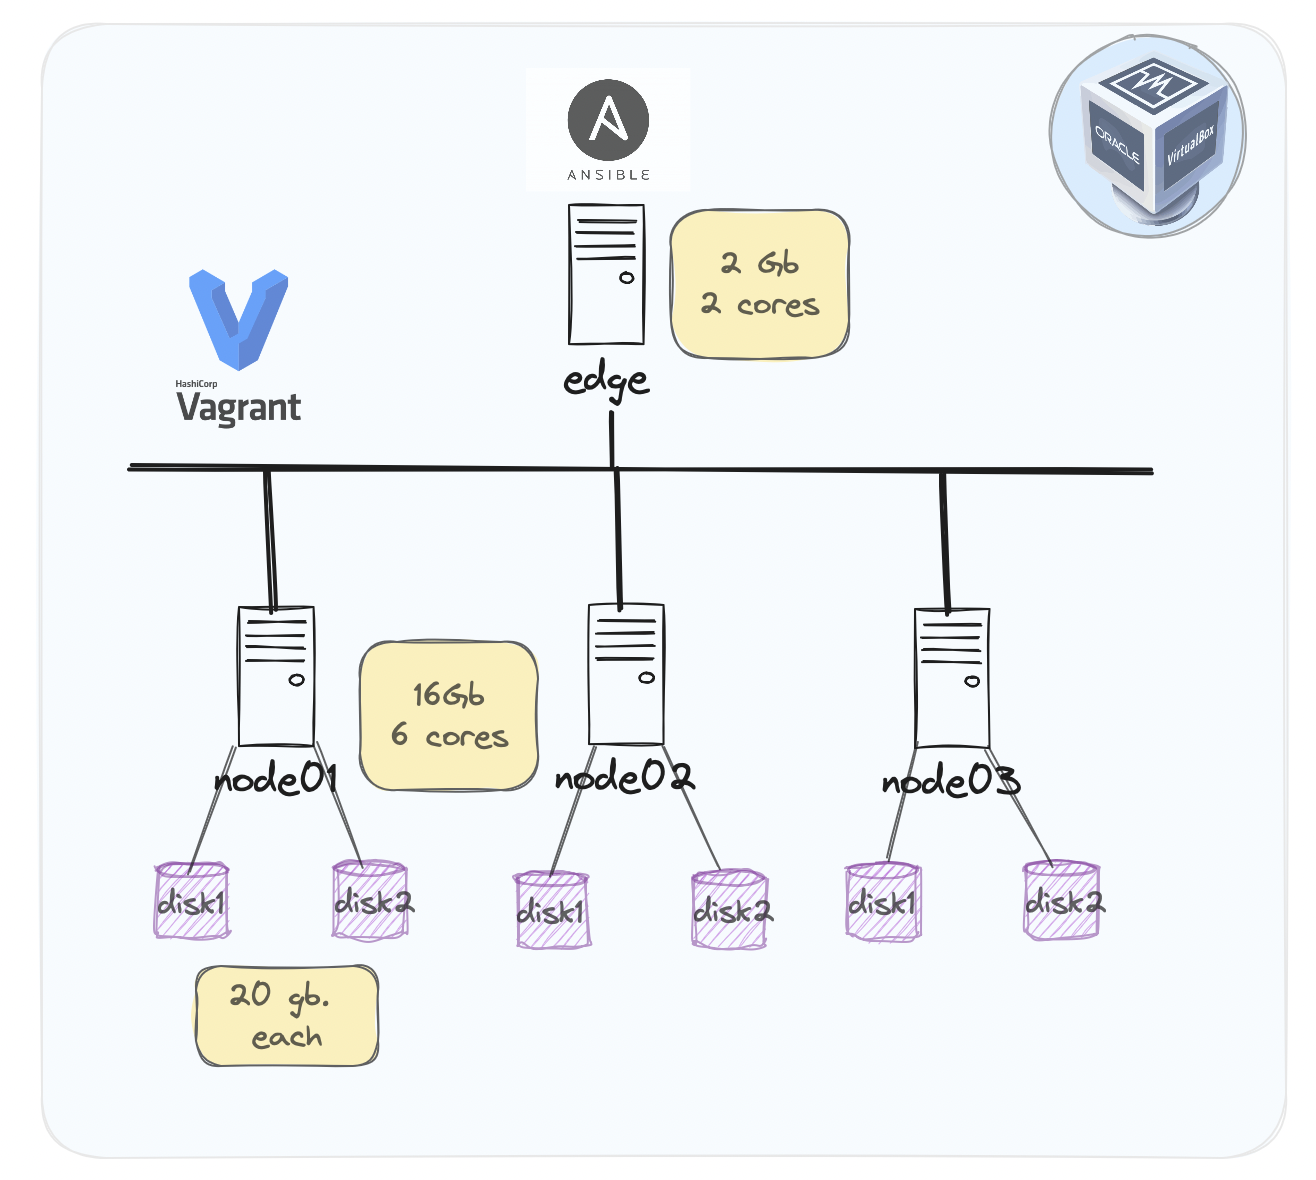 ANSIBLE
ORACLE
VirtualBox
2 Gb
2 cores
HashiCorp
Vagrant
edge
16Gb
6 cores
node01
node02
node03
disk1
disk2
disk1
disk2
disk1
disk2
20 gb.
each